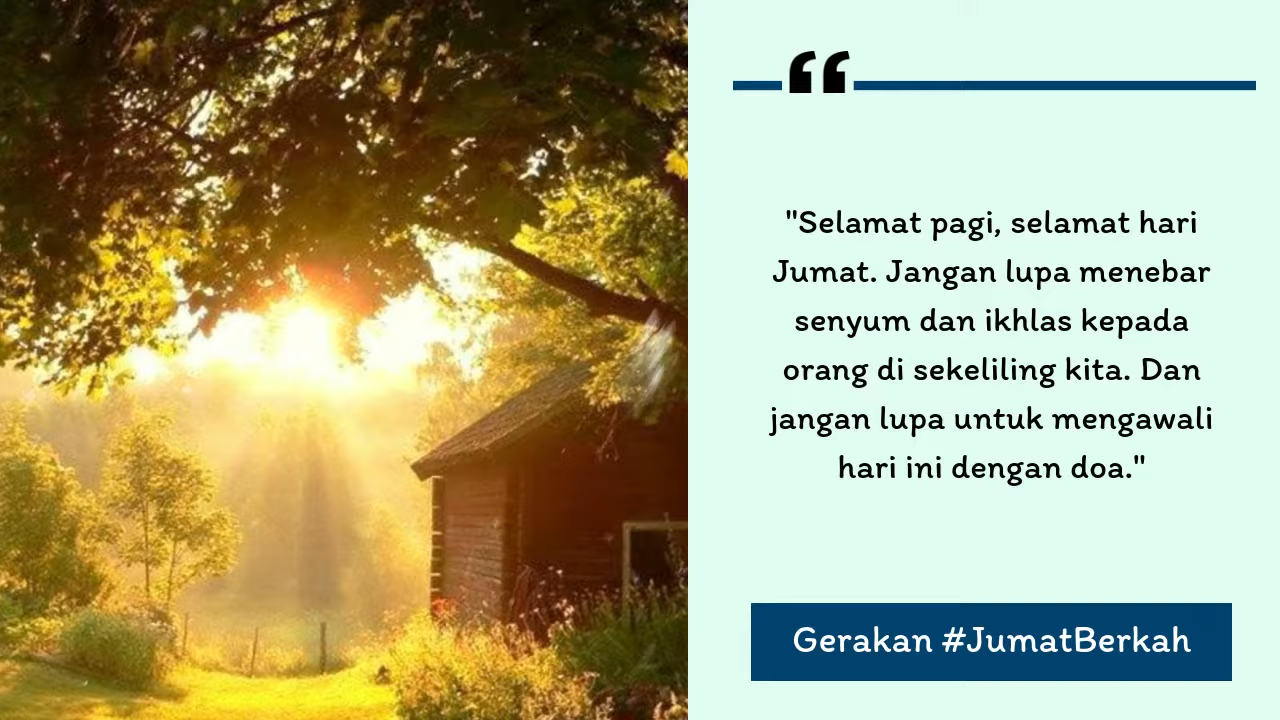 "Selamat pagi, selamat hari
Jumat. Jangan lupa menebar
senyum dan ikhlas kepada
orang di sekeliling kita. Dan
jangan lupa untuk mengawali
hari ini dengan doa."
Gerakan #JumatBerkah